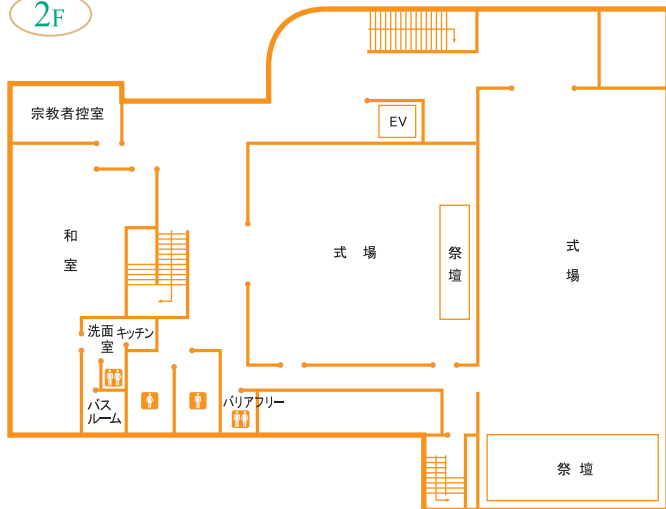 2F
宗教者控室
EV
和室
式場
祭壇
式場
洗面室
キッチン
バスルーム
バリアフリー
祭壇